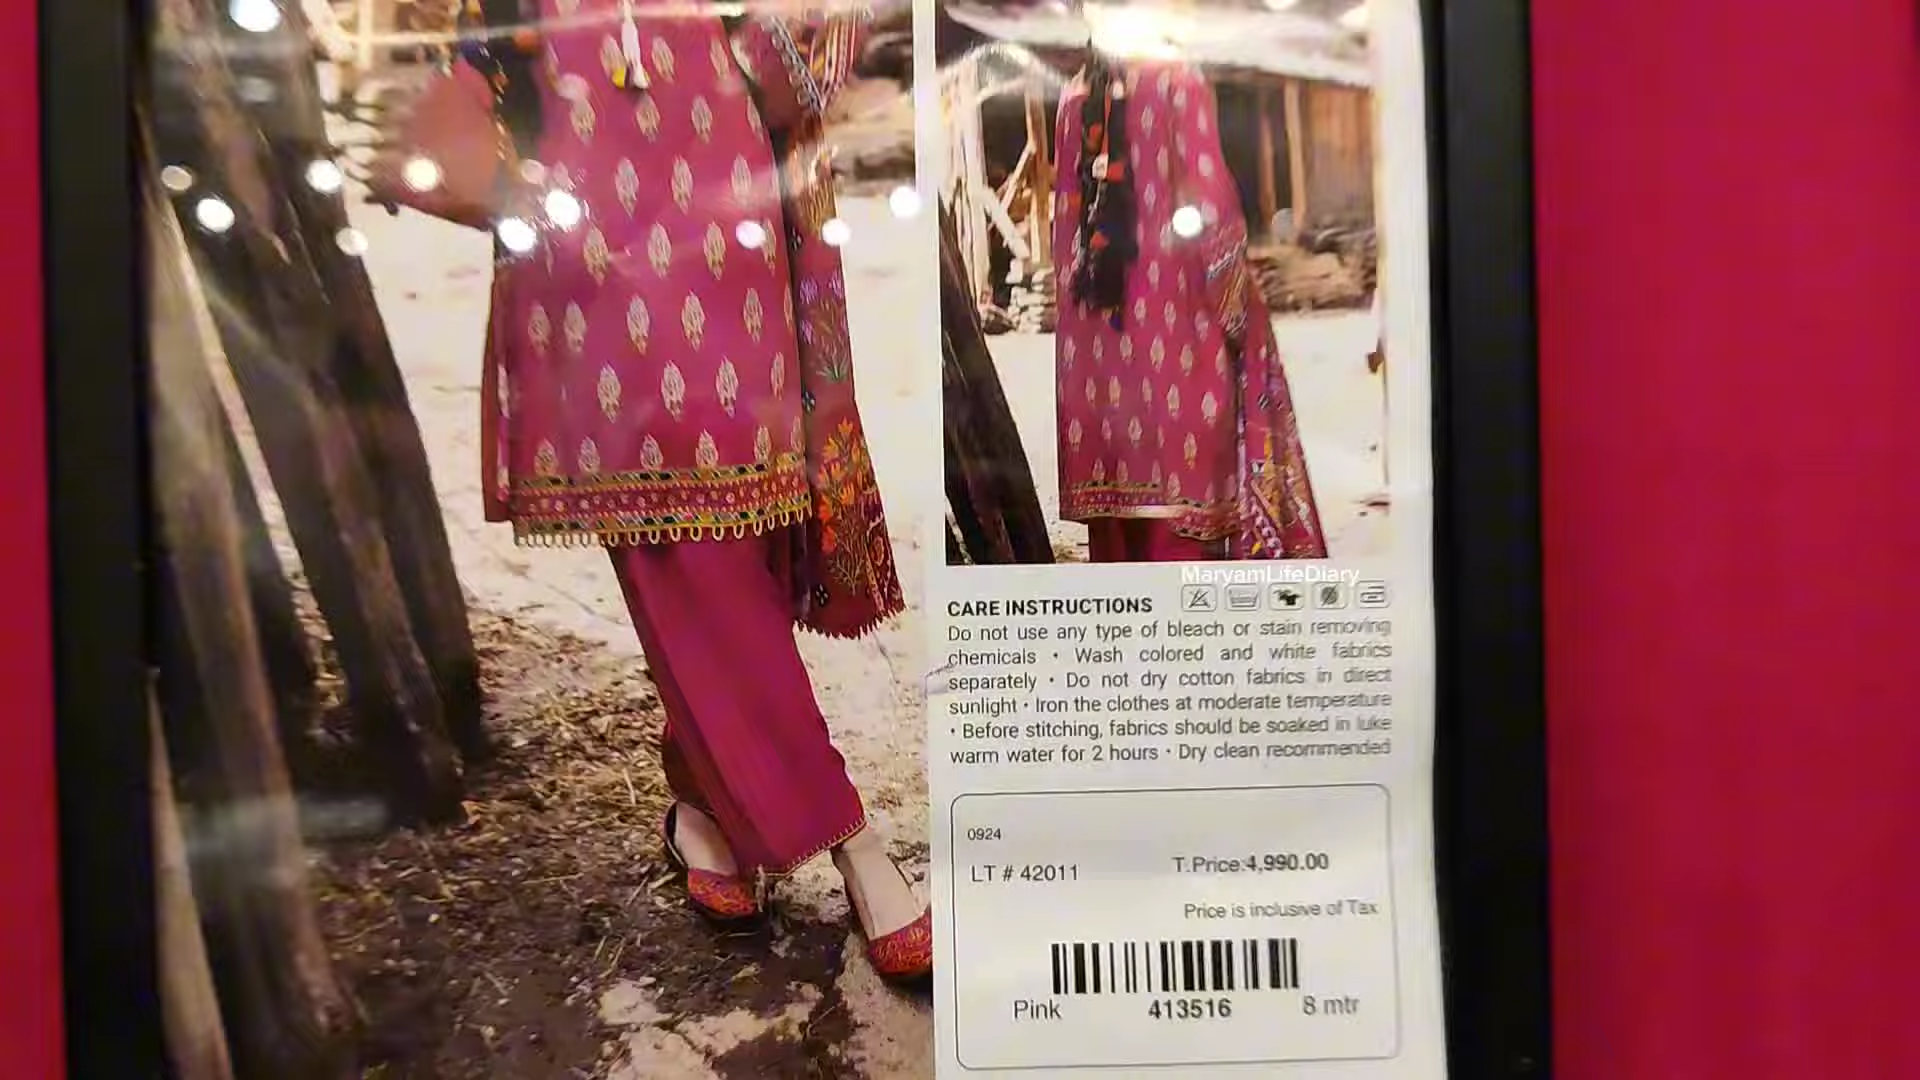 MaryamLifeDiary
CARE INSTRUCTIONS
Do not use any type of bleach or stain removing
chemicals • Wash colored and white fabrics
separately • Do not dry cotton fabrics in direct
sunlight • Iron the clothes at moderate temperature
• Before stitching, fabrics should be soaked in luke
warm water for 2 hours • Dry clean recommended
0924
LT # 42011 T.Price:4,990.00
Price is inclusive of Tax
Pink 413516 8 mtr